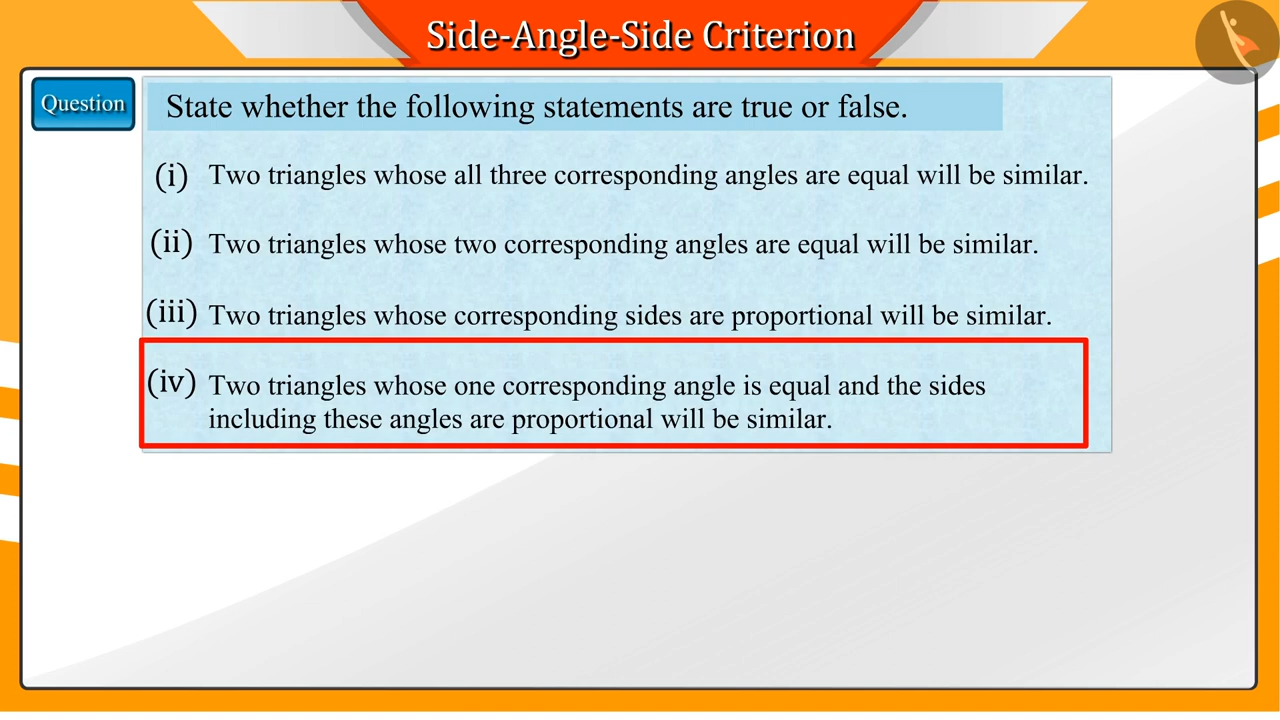 Side-Angle-Side Criterion
Question
State whether the following statements are true or false.
(i) Two triangles whose all three corresponding angles are equal will be similar.
(ii) Two triangles whose two corresponding angles are equal will be similar.
(iii) Two triangles whose corresponding sides are proportional will be similar.
(iv) Two triangles whose one corresponding angle is equal and the sides
including these angles are proportional will be similar.